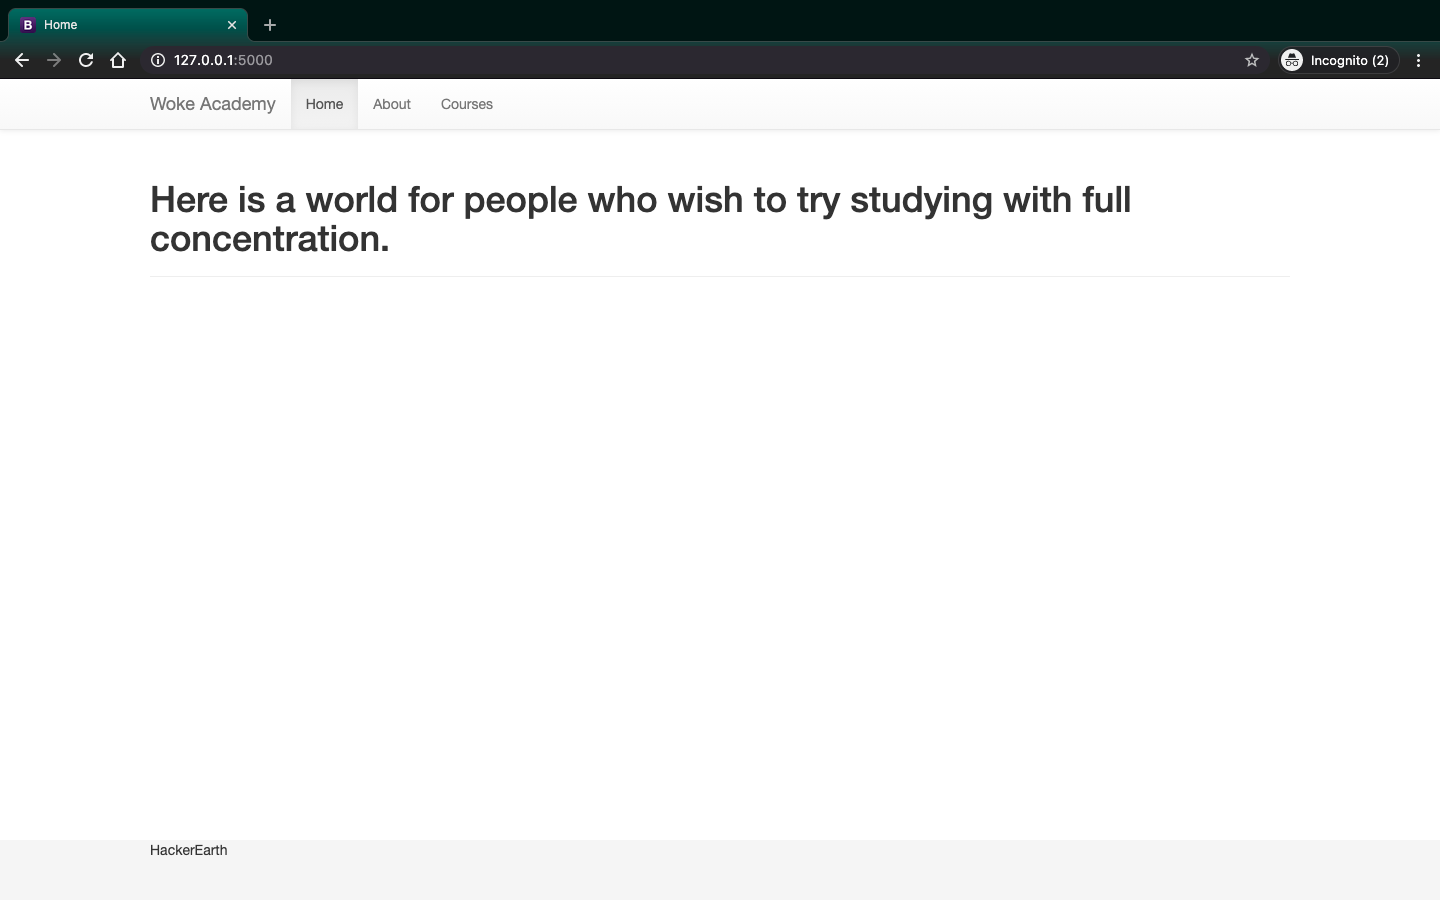 B Home
127.0.0.1:5000 Incognito (2)
Woke Academy Home About Courses
Here is a world for people who wish to try studying with full
concentration.
HackerEarth